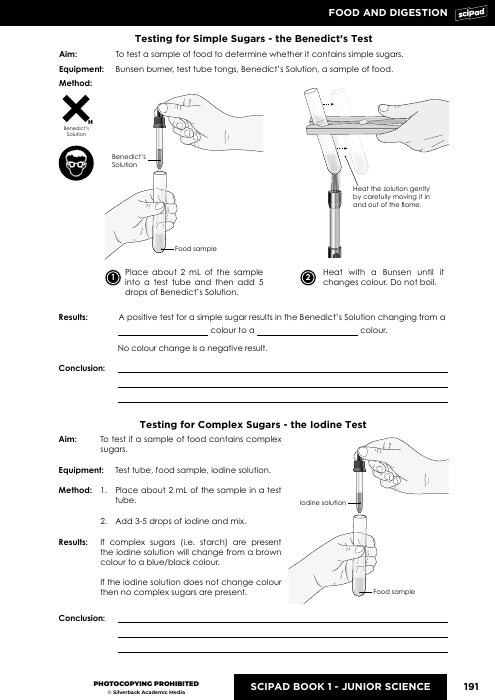 FOOD AND DIGESTION scipad
Testing for Simple Sugars - the Benedict's Test
Aim: To test a sample of food to determine whether it contains simple sugars.
Equipment: Bunsen burner, test tube tongs, Benedict's Solution, a sample of food.
Method:
H
Benedict's
Solution
Benedict's
Solution
Food sample
Heat the solution gently
by carefully moving it in
and out of the flame.
1 Place about 2 mL of the sample
into a test tube and then add 5
drops of Benedict's Solution.
2 Heat with a Bunsen until it
changes colour. Do not boil.
Results: A positive test for a simple sugar results in the Benedict's Solution changing from a
colour to a colour.
No colour change is a negative result.
Conclusion:
Testing for Complex Sugars - the Iodine Test
Aim: To test if a sample of food contains complex
sugars.
Equipment: Test tube, food sample, iodine solution.
Method: 1. Place about 2 mL of the sample in a test
tube.
2. Add 3-5 drops of iodine and mix.
Iodine solution
Food sample
Results: If complex sugars (i.e. starch) are present
the iodine solution will change from a brown
colour to a blue/black colour.
If the iodine solution does not change colour
then no complex sugars are present.
Conclusion:
PHOTOCOPYING PROHIBITED
© Silverback Academic Media
SCIPAD BOOK 1 - JUNIOR SCIENCE 191